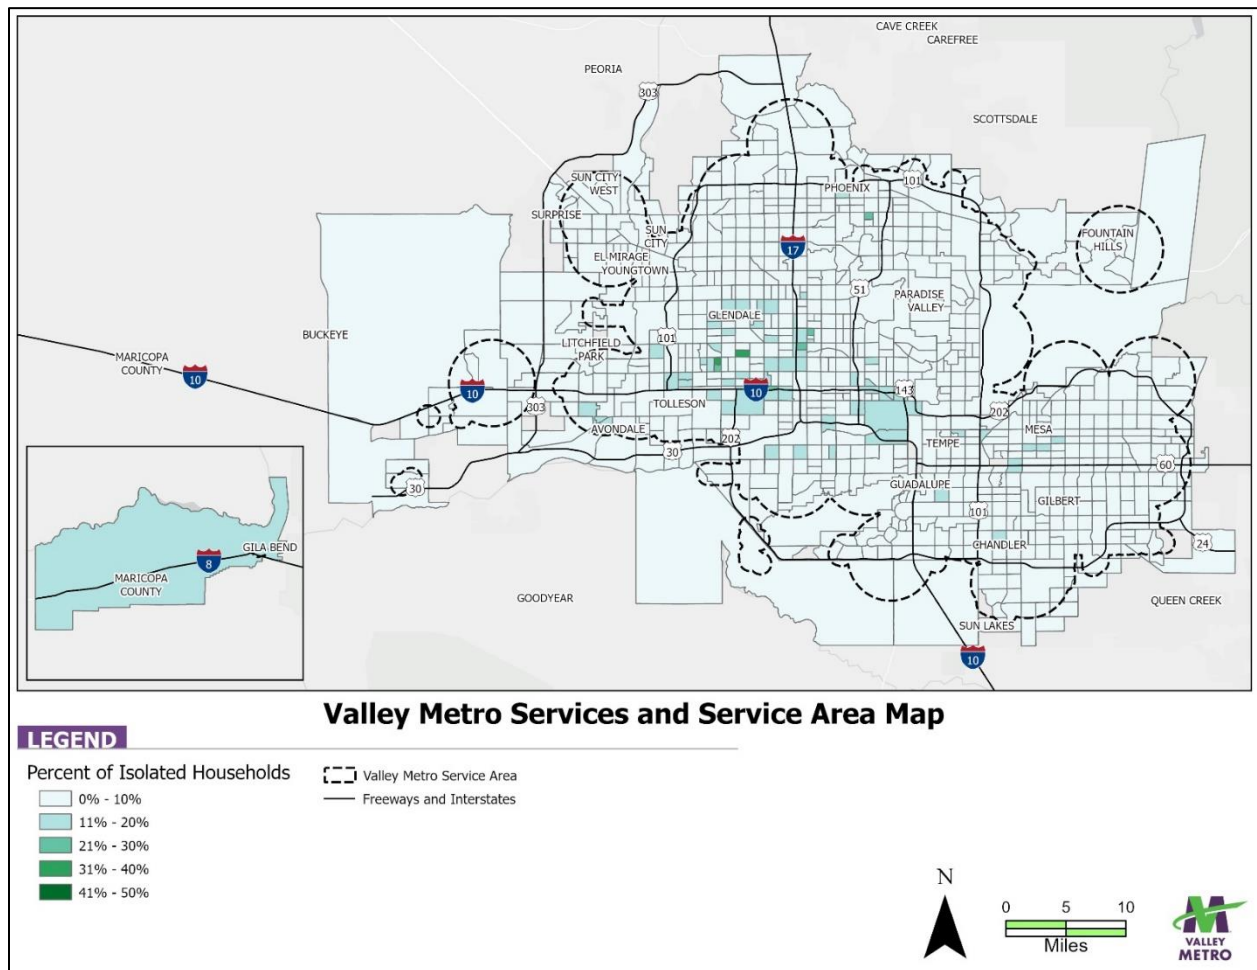 CAVE CREEK
CAREFREE
PEORIA
303
SCOTTSDALE
SUN CITY
WEST
PHOENIX
101
SURPRISE
SUN
CITY
FOUNTAIN
HILLS
17
EL MIRAGE
YOUNGTOWN
51
PARADISE
VALLEY
GLENDALE
BUCKEYE
101
LITCHFIELD
PARK
MARICOPA
COUNTY
10
10
10
143
303
TOLLESON
202
AVONDALE
MESA
202
TEMPE
30
60
30
GUADALUPE
GILBERT
101
CHANDLER
24
GILA BEND
8
MARICOPA
COUNTY
GOODYEAR
QUEEN CREEK
SUN LAKES
10
Valley Metro Services and Service Area Map
LEGEND
Percent of Isolated Households
0% - 10%
11% - 20%
21% - 30%
31% - 40%
41% - 50%
Valley Metro Service Area
Freeways and Interstates
N
0 5 10
Miles
VALLEY
METRO